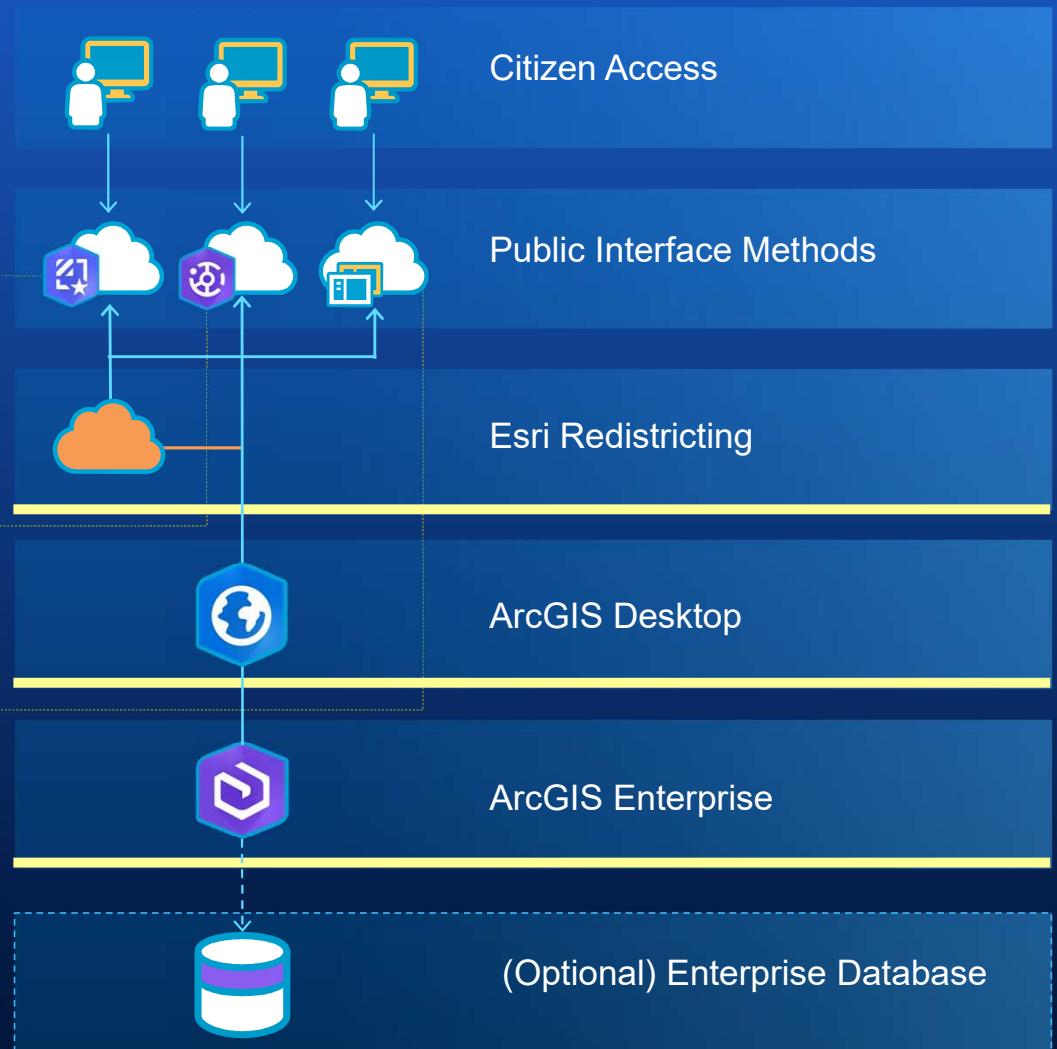 Citizen Access
Public Interface Methods
Esri Redistricting
ArcGIS Desktop
ArcGIS Enterprise
(Optional) Enterprise Database